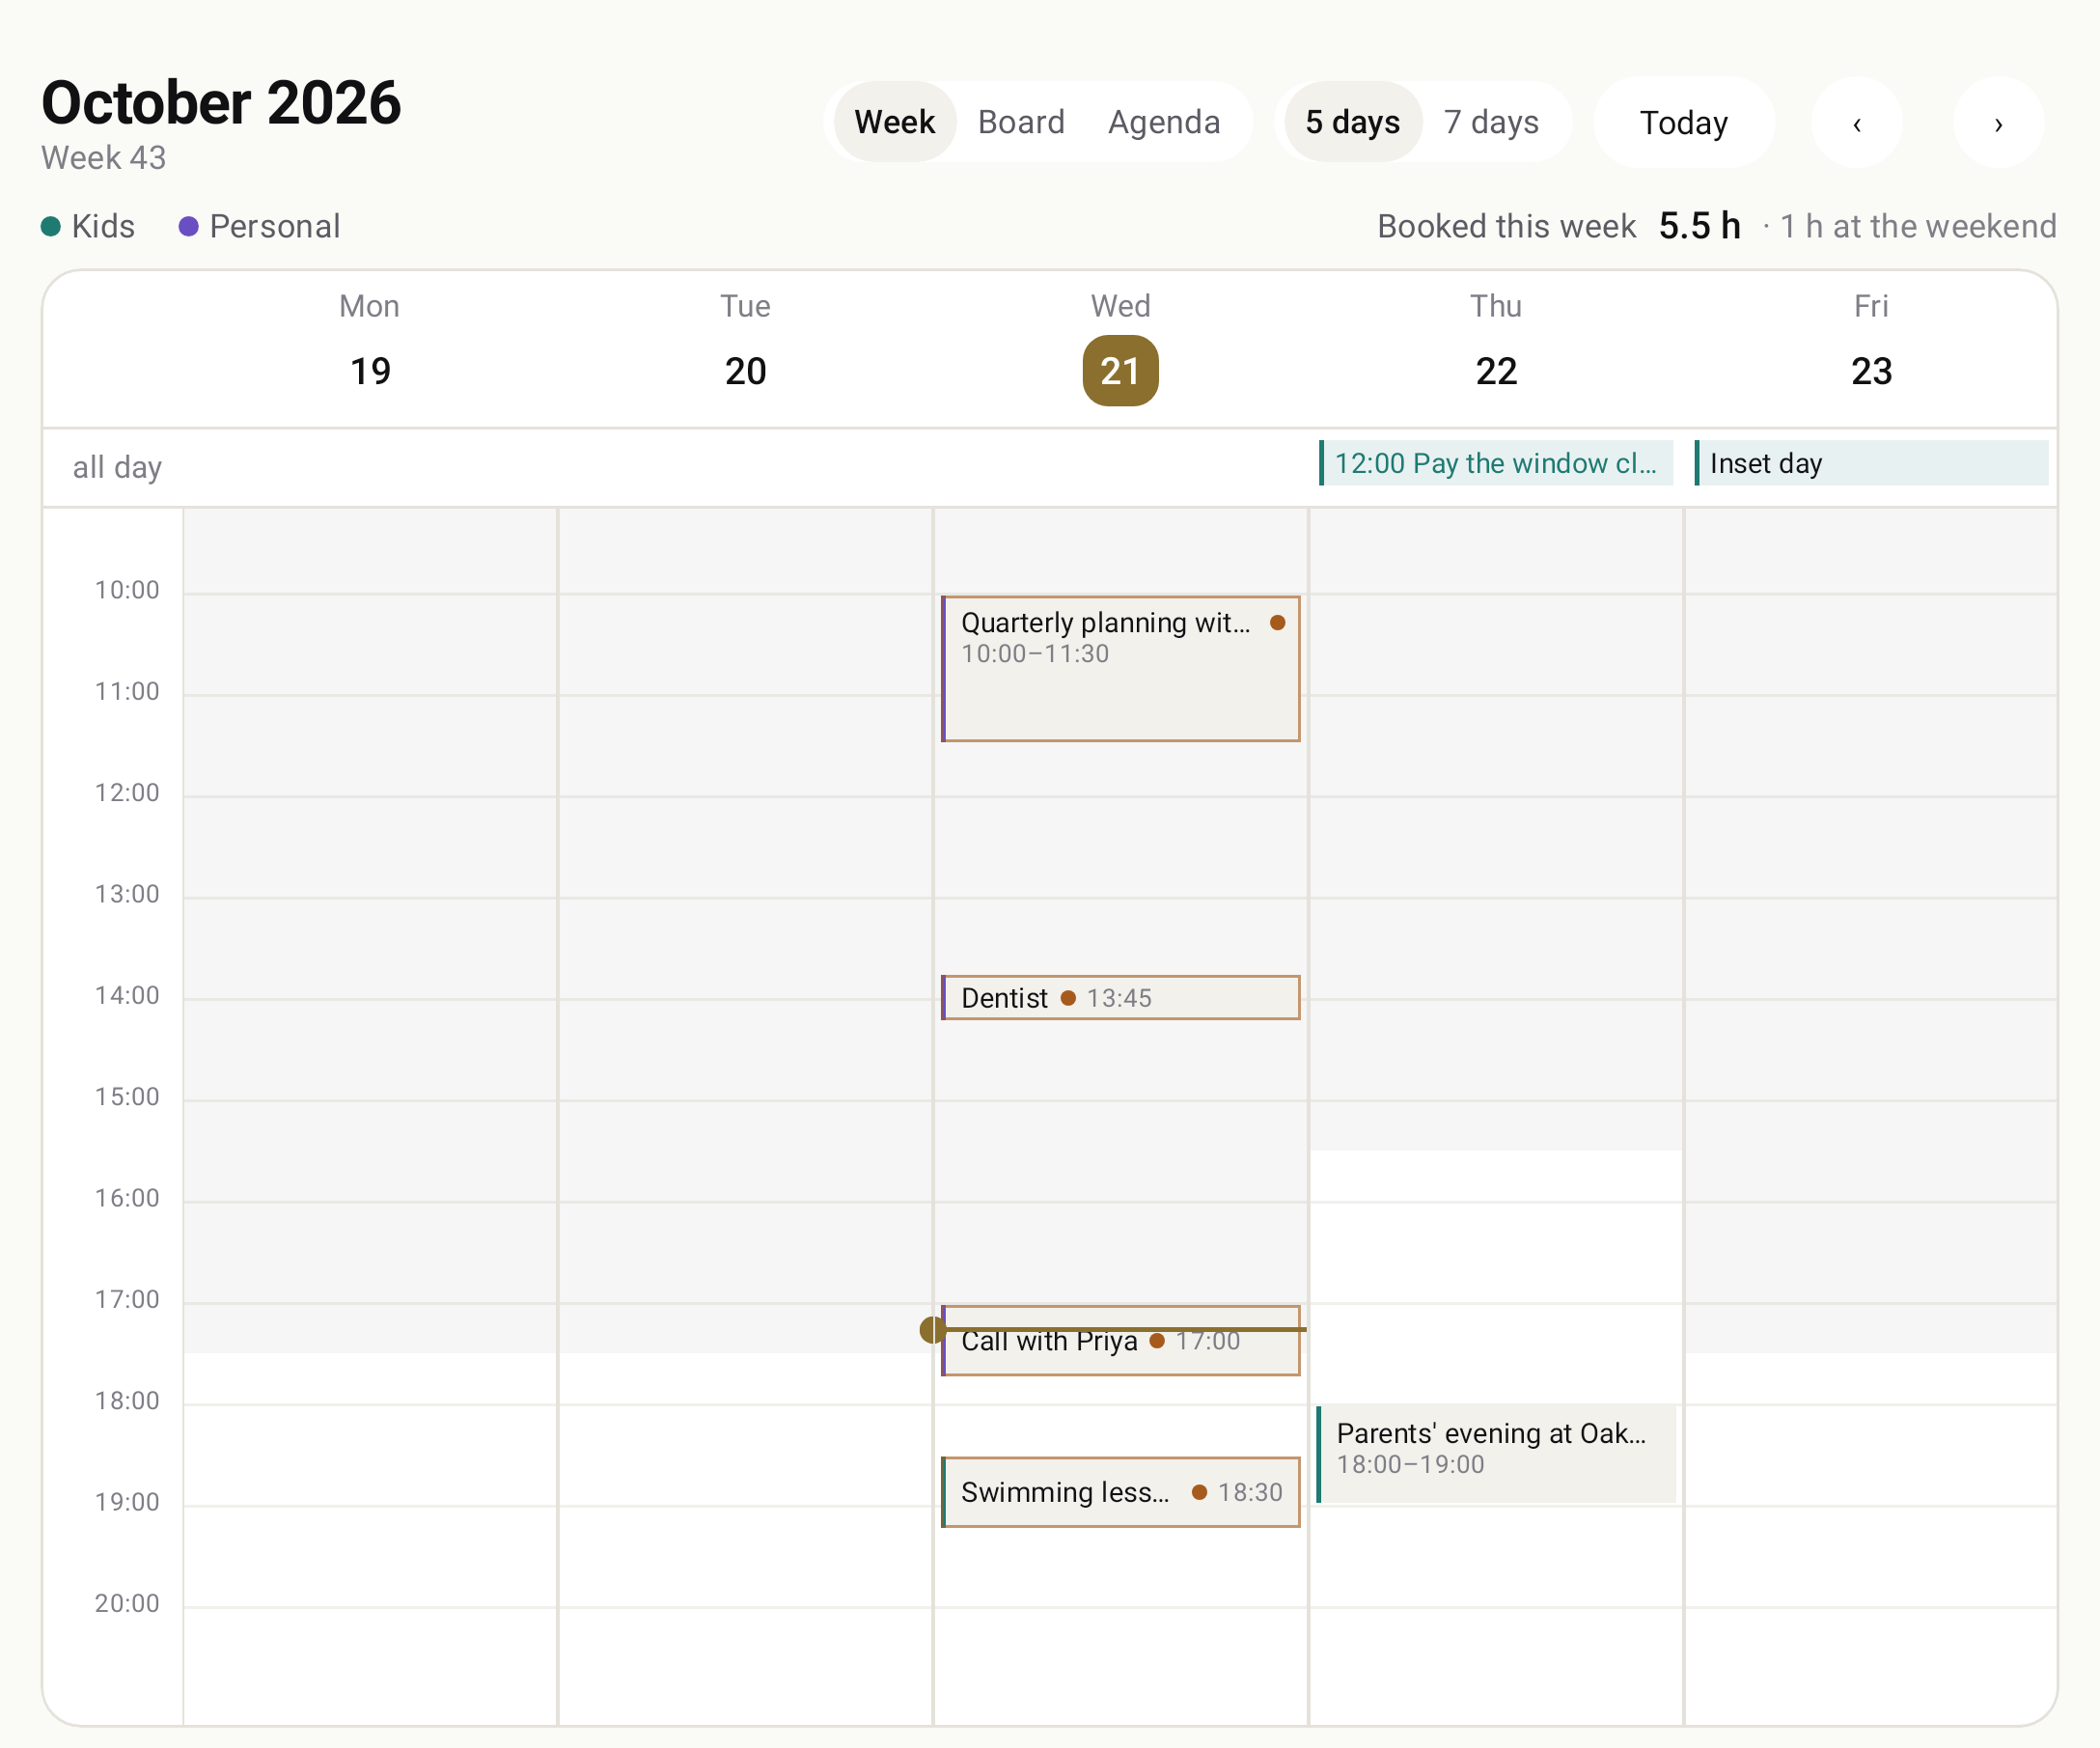 October 2026
Week 43
Week Board Agenda
5 days 7 days
Today
‹ ›
Kids Personal
Booked this week 5.5 h · 1 h at the weekend
Mon Tue Wed Thu Fri
19 20 21 22 23
all day
12:00 Pay the window cl…
Inset day
10:00
Quarterly planning wit…
10:00–11:30
11:00
12:00
13:00
14:00
Dentist 13:45
15:00
16:00
17:00
Call with Priya 17:00
18:00
Parents' evening at Oak…
18:00–19:00
Swimming less… 18:30
19:00
20:00